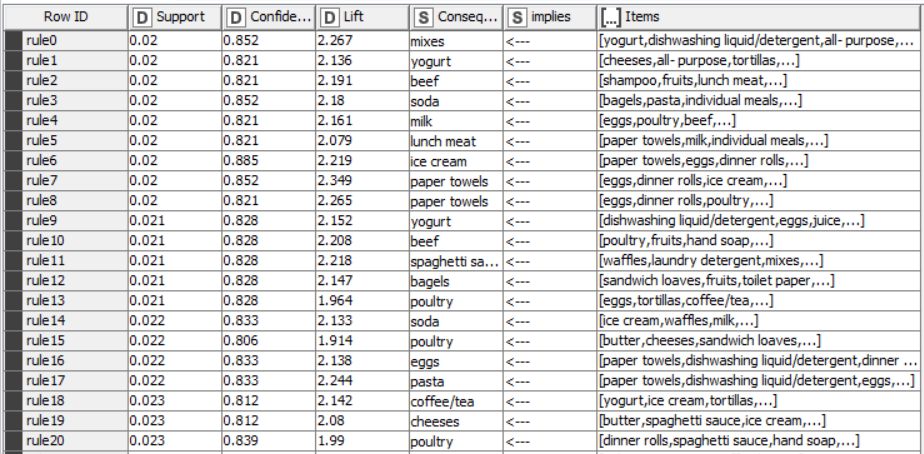 Row ID D Support D Confide... D Lift S Conseq... S implies [...] Items
rule0 0.02 0.852 2.267 mixes <--- [yogurt,dishwashing liquid/detergent,all- purpose,...
rule1 0.02 0.821 2.136 yogurt <--- [cheeses,all- purpose,tortillas,...]
rule2 0.02 0.821 2.191 beef <--- [shampoo,fruits,lunch meat,...]
rule3 0.02 0.852 2.18 soda <--- [bagels,pasta,individual meals,...]
rule4 0.02 0.821 2.161 milk <--- [eggs,poultry,beef,...]
rule5 0.02 0.821 2.079 lunch meat <--- [paper towels,milk,individual meals,...]
rule6 0.02 0.885 2.219 ice cream <--- [paper towels,eggs,dinner rolls,...]
rule7 0.02 0.852 2.349 paper towels <--- [eggs,dinner rolls,ice cream,...]
rule8 0.02 0.821 2.265 paper towels <--- [eggs,dinner rolls,poultry,...]
rule9 0.021 0.828 2.152 yogurt <--- [dishwashing liquid/detergent,eggs,juice,...]
rule10 0.021 0.828 2.208 beef <--- [poultry,fruits,hand soap,...]
rule11 0.021 0.828 2.218 spaghetti sa... <--- [waffles,laundry detergent,mixes,...]
rule12 0.021 0.828 2.147 bagels <--- [sandwich loaves,fruits,toilet paper,...]
rule13 0.021 0.828 1.964 poultry <--- [eggs,tortillas,coffee/tea,...]
rule14 0.022 0.833 2.133 soda <--- [ice cream,waffles,milk,...]
rule15 0.022 0.806 1.914 poultry <--- [butter,cheeses,sandwich loaves,...]
rule16 0.022 0.833 2.138 eggs <--- [paper towels,dishwashing liquid/detergent,dinner ...
rule17 0.022 0.833 2.244 pasta <--- [paper towels,dishwashing liquid/detergent,eggs,...]
rule18 0.023 0.812 2.142 coffee/tea <--- [yogurt,ice cream,tortillas,...]
rule19 0.023 0.812 2.08 cheeses <--- [butter,spaghetti sauce,ice cream,...]
rule20 0.023 0.839 1.99 poultry <--- [dinner rolls,spaghetti sauce,hand soap,...]